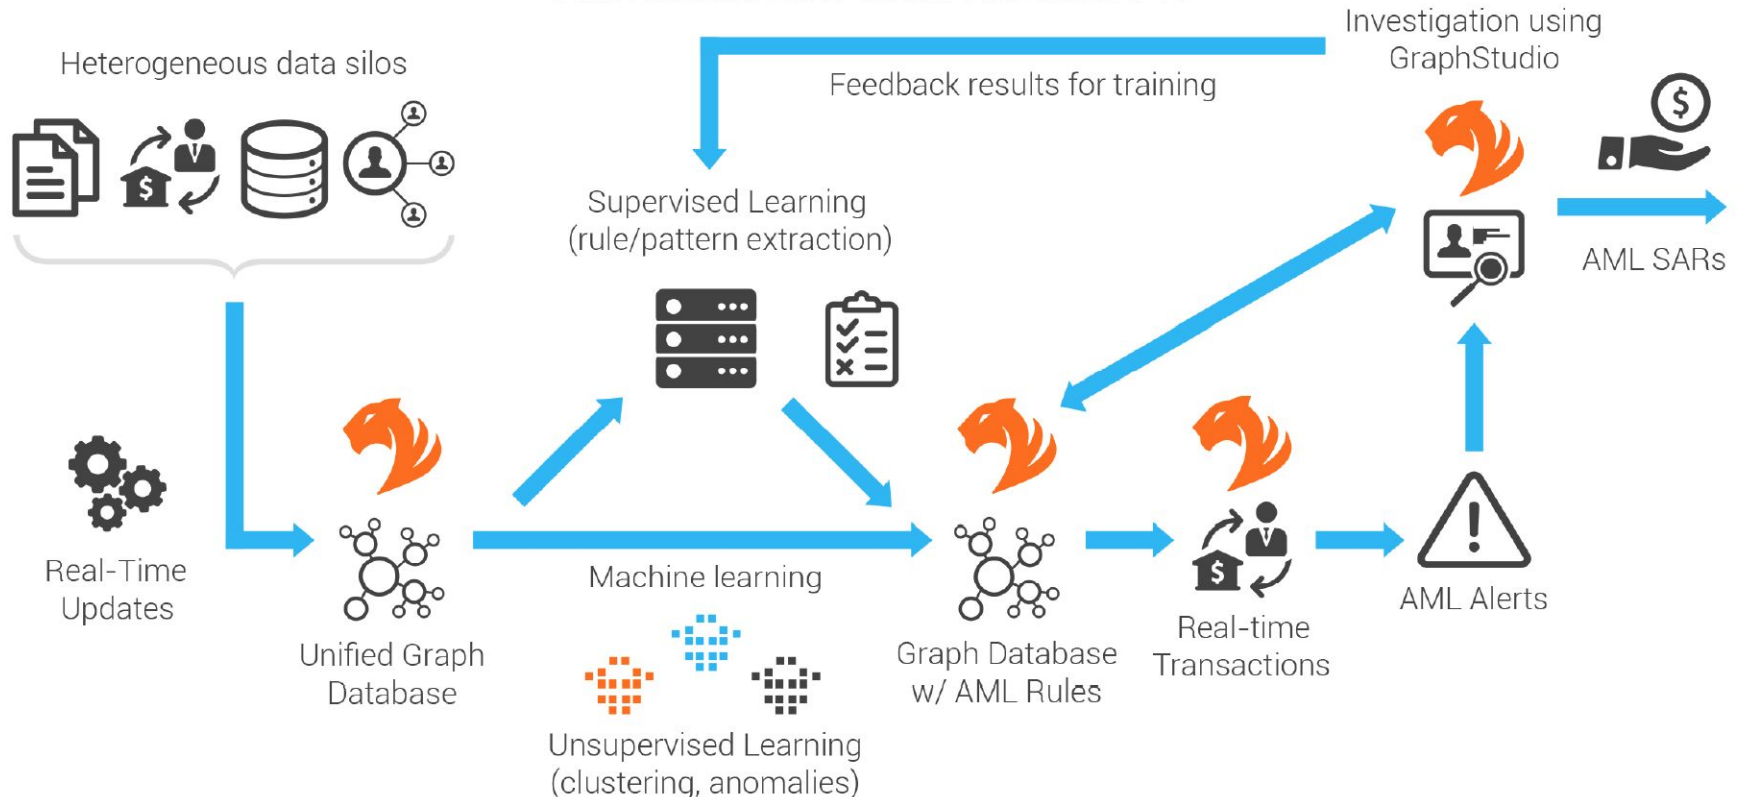 Heterogeneous data silos
Feedback results for training
Investigation using
GraphStudio
Supervised Learning
(rule/pattern extraction)
AML SARs
Real-Time
Updates
Unified Graph
Database
Machine learning
Unsupervised Learning
(clustering, anomalies)
Graph Database
w/ AML Rules
Real-time
Transactions
AML Alerts